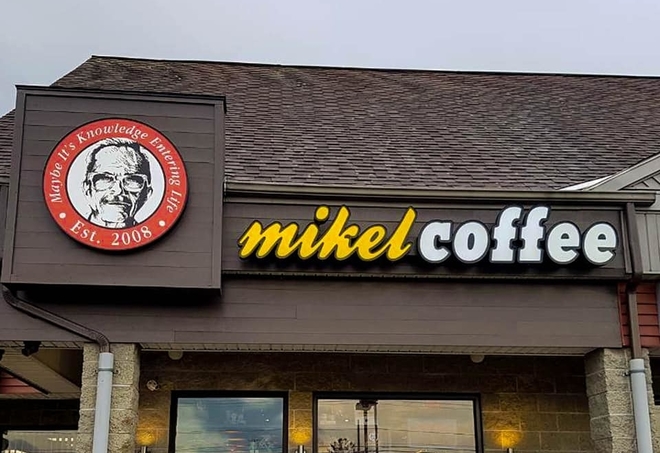 Maybe It's Knowledge Entering Life
• Est. 2008 •
mikel coffee